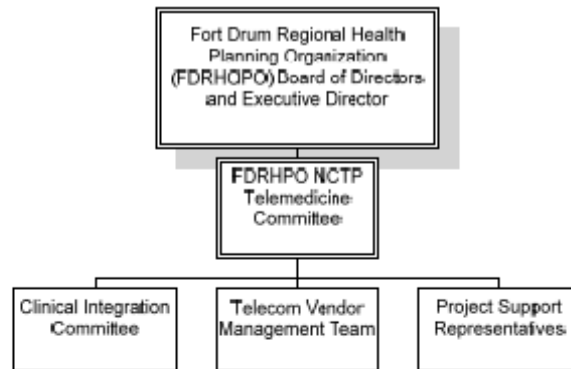 Fort Drum Regional Health
Planning Organization
(FDRHOPO) Board of Directors
and Executive Director
FDRHPO NCTP
Telemedicine
Committee
Clinical Integration
Committee
Telecom Vendor
Management Team
Project Support
Representatives